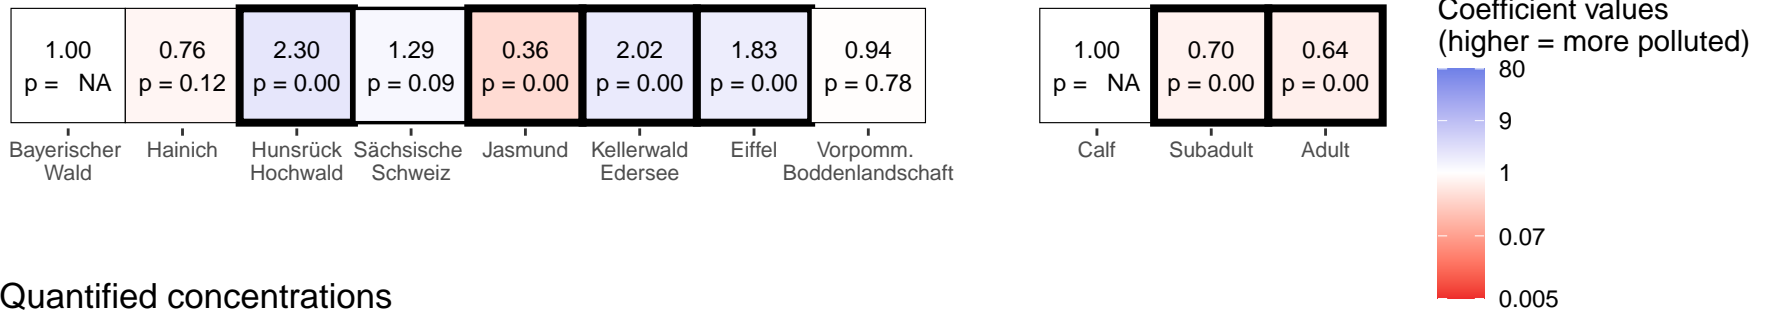 Coefficient values
(higher = more polluted)
1.00 0.76 2.30 1.29 0.36 2.02 1.83 0.94 1.00 0.70 0.64
p = NA p = 0.12 p = 0.00 p = 0.09 p = 0.00 p = 0.00 p = 0.00 p = 0.78 p = NA p = 0.00 p = 0.00
80
9
1
0.07
0.005
Bayerischer Hainich Hunsrück Sächsische Jasmund Kellerwald Eiffel Vorpomm. Calf Subadult Adult
Wald Hochwald Schweiz Edersee Boddenlandschaft
Quantified concentrations